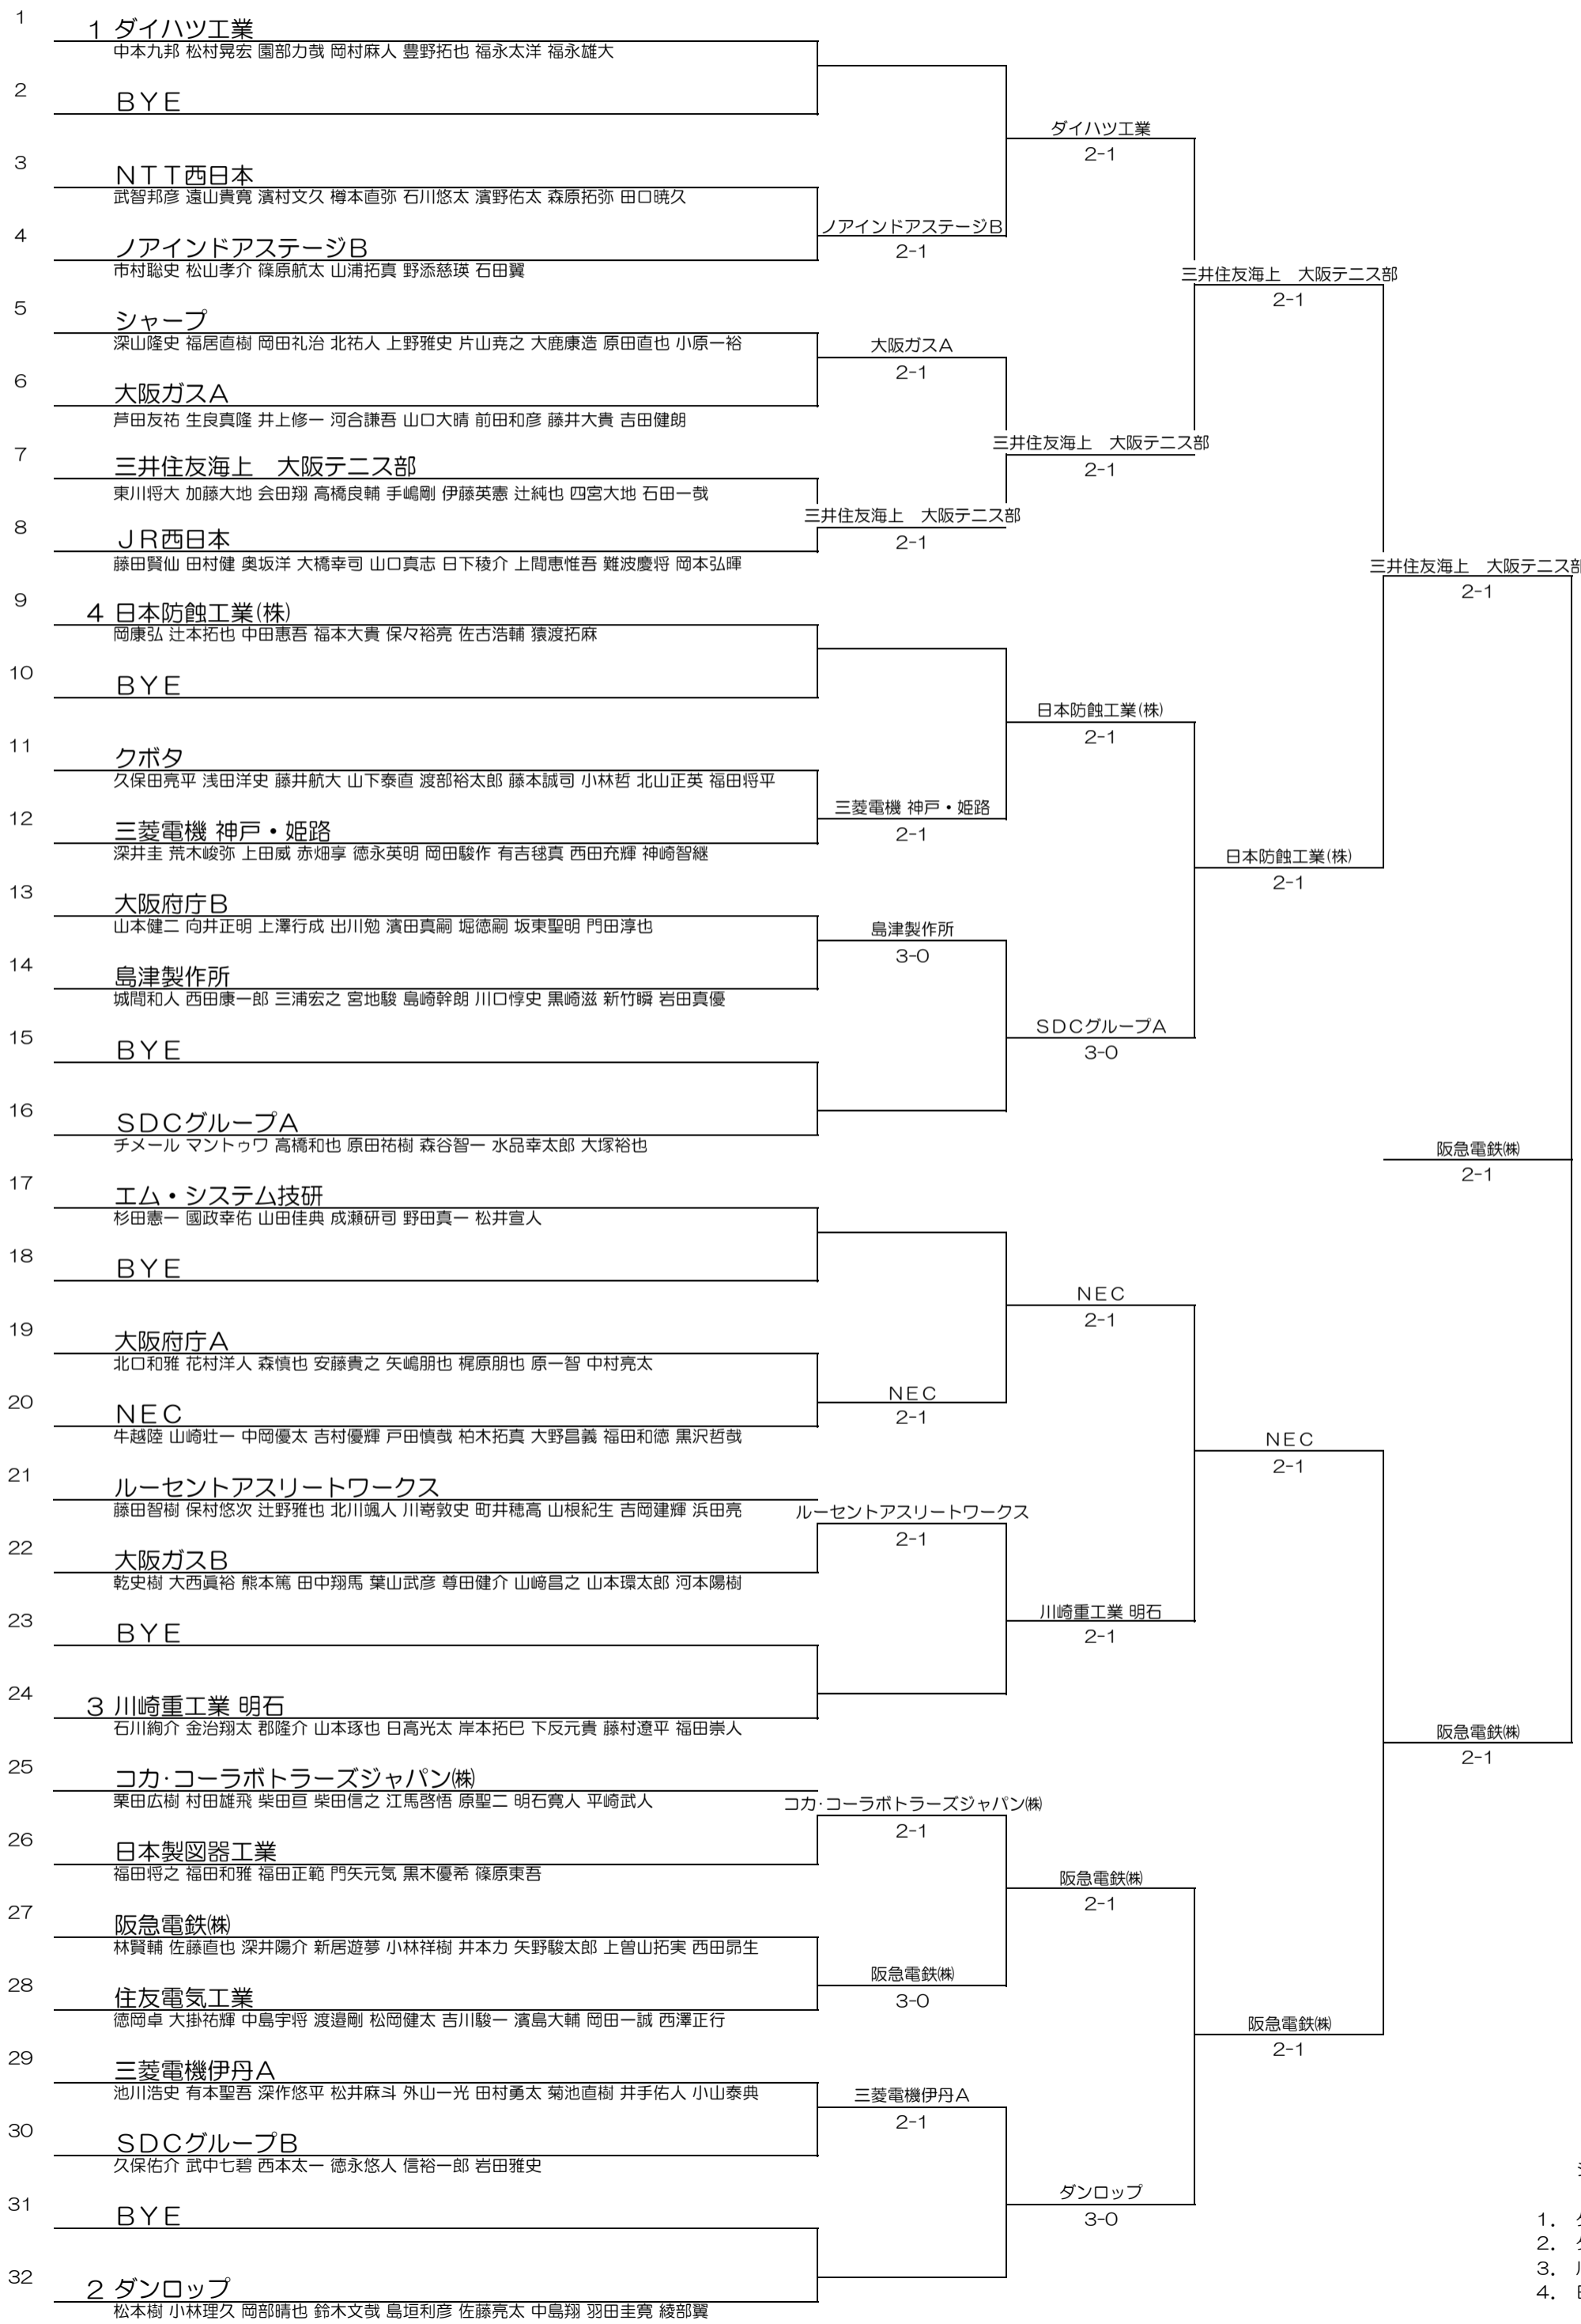 1
1 ダイハツ工業
中本九邦 松村晃宏 園部力哉 岡村麻人 豊野拓也 福永太洋 福永雄大
2
ＢＹＥ
ダイハツ工業
2-1
3
ＮＴＴ西日本
武智邦彦 遠山貴寛 濱村文久 樽本直弥 石川悠太 濱野佑太 森原拓弥 田口暁久
4
ノアインドアステージＢ
2-1
ノアインドアステージＢ
市村聡史 松山孝介 篠原航太 山浦拓真 野添慈瑛 石田翼
三井住友海上　大阪テニス部
2-1
5
シャープ
深山隆史 福居直樹 岡田礼治 北祐人 上野雅史 片山尭之 大鹿康造 原田直也 小原一裕
大阪ガスＡ
2-1
6
大阪ガスＡ
芦田友祐 生良真隆 井上修一 河合謙吾 山口大晴 前田和彦 藤井大貴 吉田健朗
三井住友海上　大阪テニス部
2-1
7
三井住友海上　大阪テニス部
東川将大 加藤大地 会田翔 高橋良輔 手嶋剛 伊藤英憲 辻純也 四宮大地 石田一哉
三井住友海上　大阪テニス部
2-1
8
ＪＲ西日本
藤田賢仙 田村健 奥坂洋 大橋幸司 山口真志 日下稜介 上間恵惟吾 難波慶将 岡本弘暉
三井住友海上　大阪テニス部
2-1
9
4 日本防蝕工業(株)
岡康弘 辻本拓也 中田惠吾 福本大貴 保々裕亮 佐古浩輔 猿渡拓麻
10
ＢＹＥ
日本防蝕工業(株)
2-1
11
クボタ
久保田亮平 浅田洋史 藤井航大 山下泰直 渡部裕太郎 藤本誠司 小林哲 北山正英 福田将平
三菱電機 神戸・姫路
2-1
12
三菱電機 神戸・姫路
深井圭 荒木峻弥 上田威 赤畑享 徳永英明 岡田駿作 有吉毬真 西田充輝 神崎智継
日本防蝕工業(株)
2-1
13
大阪府庁Ｂ
山本健二 向井正明 上澤行成 出川勉 濱田真嗣 堀徳嗣 坂東聖明 門田淳也
島津製作所
3-0
14
島津製作所
城間和人 西田康一郎 三浦宏之 宮地駿 島崎幹朗 川口惇史 黒崎滋 新竹瞬 岩田真優
15
ＢＹＥ
ＳＤＣグループＡ
3-0
16
ＳＤＣグループＡ
チメール マントゥワ 高橋和也 原田祐樹 森谷智一 水品幸太郎 大塚裕也
阪急電鉄㈱
2-1
17
エム・システム技研
杉田憲一 國政幸佑 山田佳典 成瀬研司 野田真一 松井宣人
18
ＢＹＥ
ＮＥＣ
2-1
19
大阪府庁Ａ
北口和雅 花村洋人 森慎也 安藤貴之 矢嶋朋也 梶原朋也 原一智 中村亮太
ＮＥＣ
2-1
20
ＮＥＣ
牛越陸 山崎壮一 中岡優太 吉村優輝 戸田慎哉 柏木拓真 大野昌義 福田和徳 黒沢哲哉
ＮＥＣ
2-1
21
ルーセントアスリートワークス
藤田智樹 保村悠次 辻野雅也 北川颯人 川嵜敦史 町井穂高 山根紀生 吉岡建輝 浜田亮
ルーセントアスリートワークス
2-1
22
大阪ガスＢ
乾史樹 大西眞裕 熊本篤 田中翔馬 葉山武彦 尊田健介 山﨑昌之 山本環太郎 河本陽樹
23
ＢＹＥ
川崎重工業 明石
2-1
24
3 川崎重工業 明石
石川絢介 金治翔太 郡隆介 山本琢也 日高光太 岸本拓巳 下反元貴 藤村遼平 福田崇人
阪急電鉄㈱
2-1
25
コカ･コーラボトラーズジャパン㈱
栗田広樹 村田雄飛 柴田亘 柴田信之 江馬啓悟 原聖二 明石寛人 平崎武人
コカ･コーラボトラーズジャパン㈱
2-1
26
日本製図器工業
福田将之 福田和雅 福田正範 門矢元気 黒木優希 篠原東吾
阪急電鉄㈱
2-1
27
阪急電鉄㈱
林賢輔 佐藤直也 深井陽介 新居遊夢 小林祥樹 井本力 矢野駿太郎 上曽山拓実 西田昴生
阪急電鉄㈱
3-0
28
住友電気工業
徳岡卓 大掛祐輝 中島宇将 渡邉剛 松岡健太 吉川駿一 濱島大輔 岡田一誠 西澤正行
阪急電鉄㈱
2-1
29
三菱電機伊丹Ａ
池川浩史 有本聖吾 深作悠平 松井麻斗 外山一光 田村勇太 菊池直樹 井手佑人 小山泰典
三菱電機伊丹Ａ
2-1
30
ＳＤＣグループＢ
久保佑介 武中七碧 西本太一 徳永悠人 信裕一郎 岩田雅史
ダンロップ
3-0
31
ＢＹＥ
32
2 ダンロップ
松本樹 小林理久 岡部晴也 鈴木文哉 島垣利彦 佐藤亮太 中島翔 羽田圭寛 綾部翼
1.
2.
3.
4.